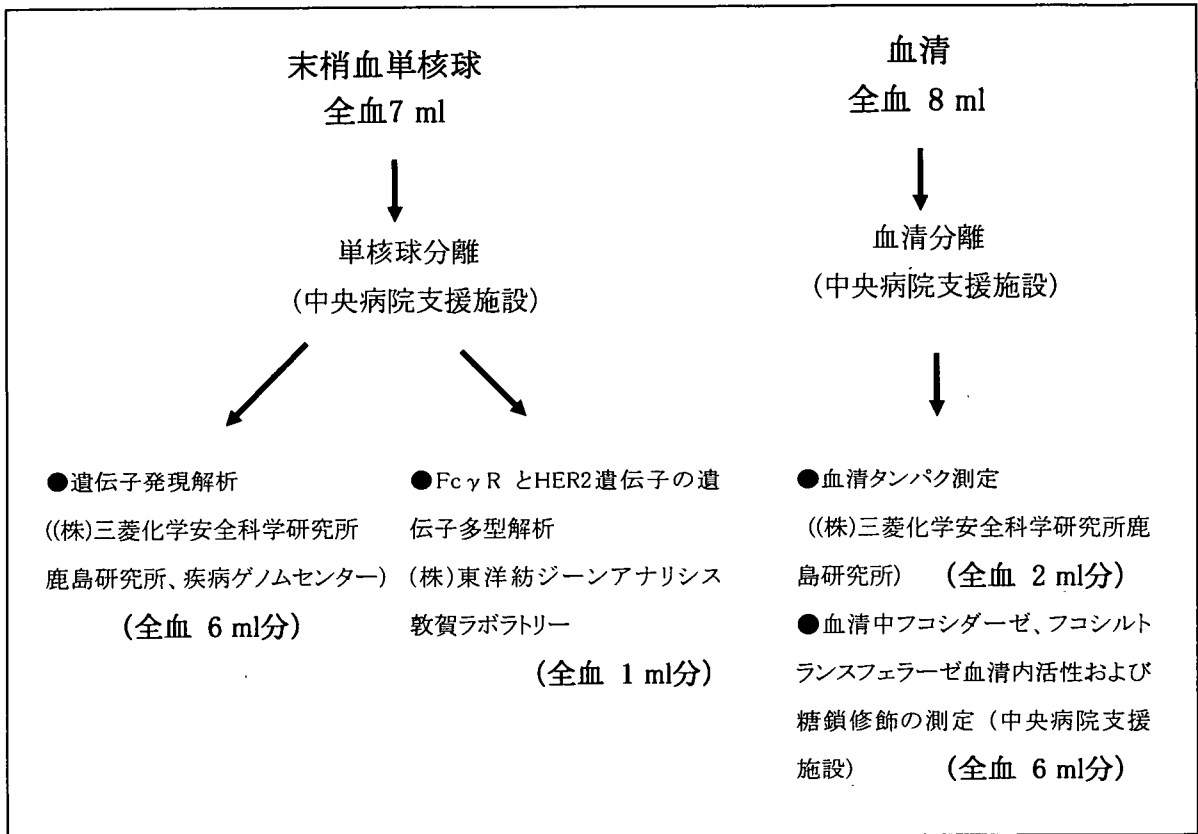 末梢血単核球
全血7 ml
単核球分離
(中央病院支援施設)
●遺伝子発現解析
((株)三菱化学安全科学研究所
鹿島研究所、疾病ゲノムセンター)
(全血 6 ml分)
●FcγR とHER2遺伝子の遺
伝子多型解析
(株)東洋紡ジーンアナリシス
敦賀ラボラトリー
(全血 1 ml分)
血清
全血 8 ml
血清分離
(中央病院支援施設)
●血清タンパク測定
((株)三菱化学安全科学研究所鹿
島研究所) (全血 2 ml分)
●血清中フコシダーゼ、フコシルト
ランスフェラーゼ血清内活性および
糖鎖修飾の測定 (中央病院支援
施設) (全血 6 ml分)